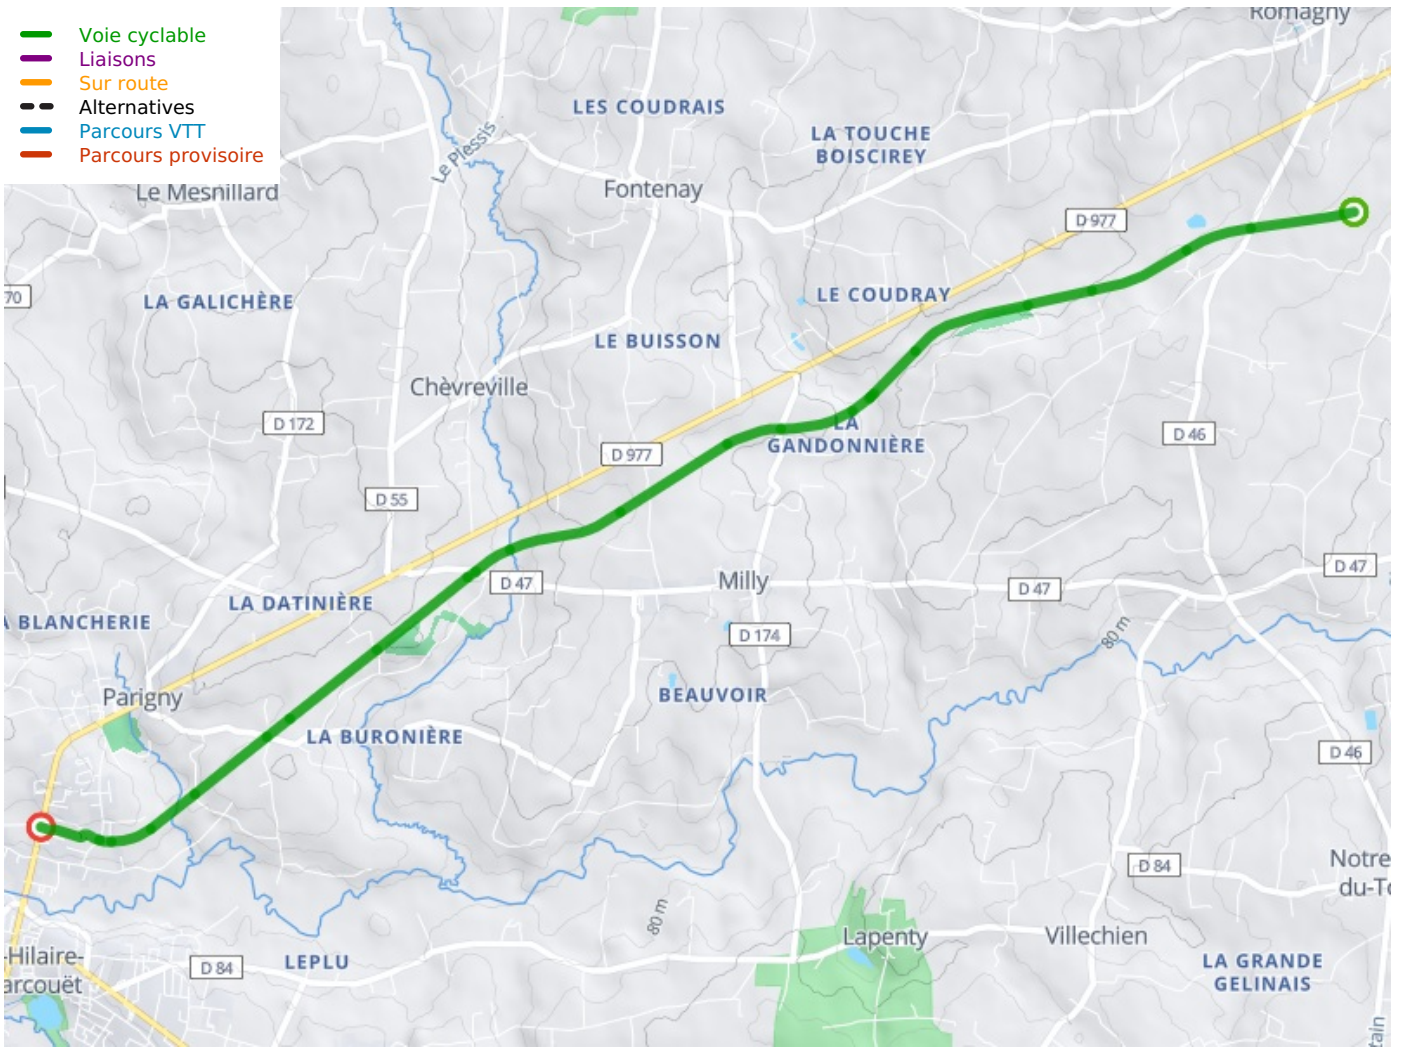 Voie cyclable
Liaisons
Sur route
Alternatives
Parcours VTT
Parcours provisoire
Romagny
LES COUDRAIS
LA TOUCHE
BOISCIREY
Le Plessis
Le Mesnillard
Fontenay
D 977
70
LA GALICHÈRE
LE COUDRAY
LE BUISSON
Chèvreville
D 172
LA
GANDONNIÈRE
D 46
D 977
D 55
D 47
Milly
D 47
D 47
LA DATINIÈRE
A BLANCHERIE
D 174
80 m
Parigny
BEAUVOIR
LA BURONIÈRE
D 46
Notre
du-To
D 84
80 m
Lapenty
Villechien
-Hilaire-
arcouët
D 84
LEPLU
LA GRANDE
GELINAIS
tain